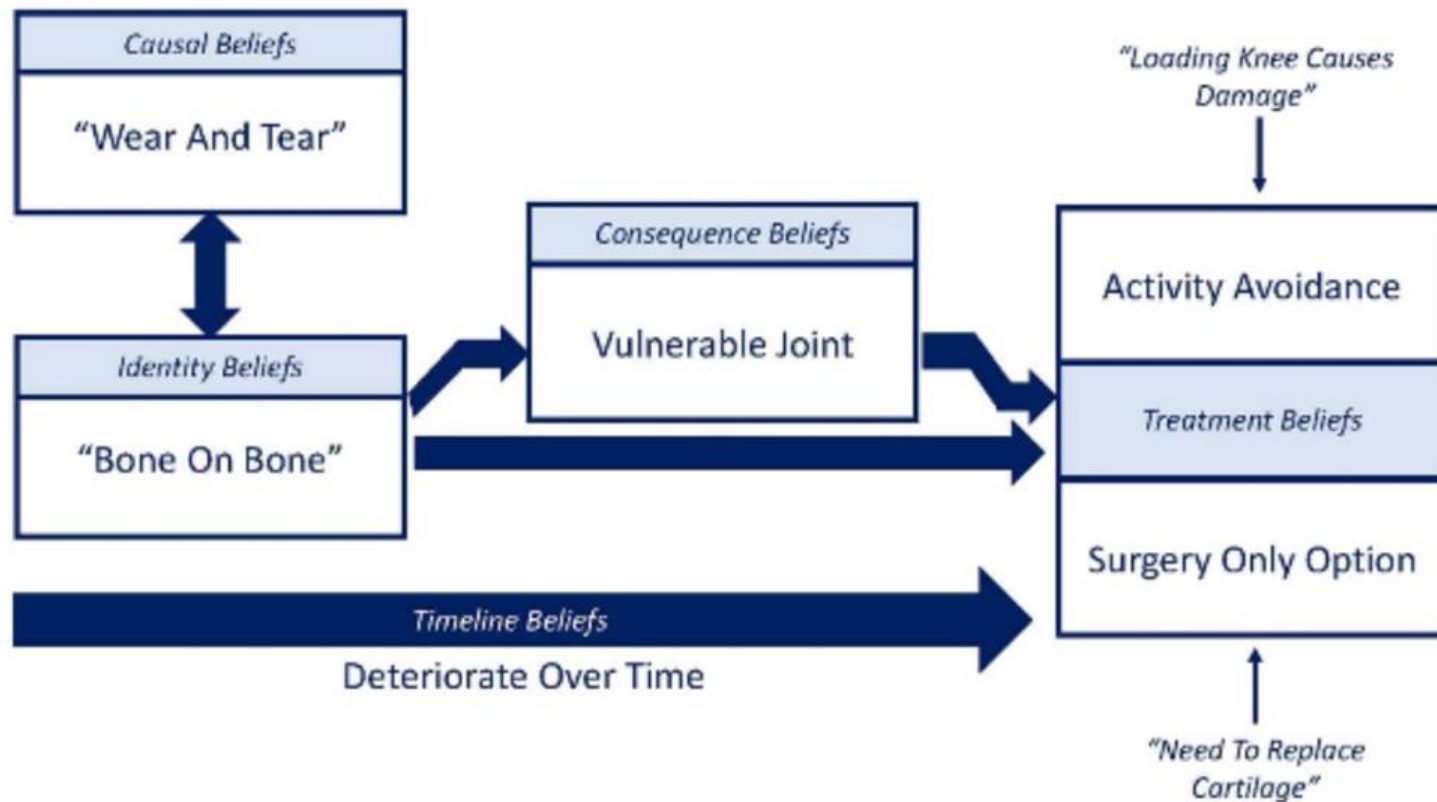 Causal Beliefs
“Wear And Tear”
Identity Beliefs
“Bone On Bone”
Consequence Beliefs
Vulnerable Joint
“Loading Knee Causes
Damage”
Activity Avoidance
Treatment Beliefs
Surgery Only Option
“Need To Replace
Cartilage”
Timeline Beliefs
Deteriorate Over Time